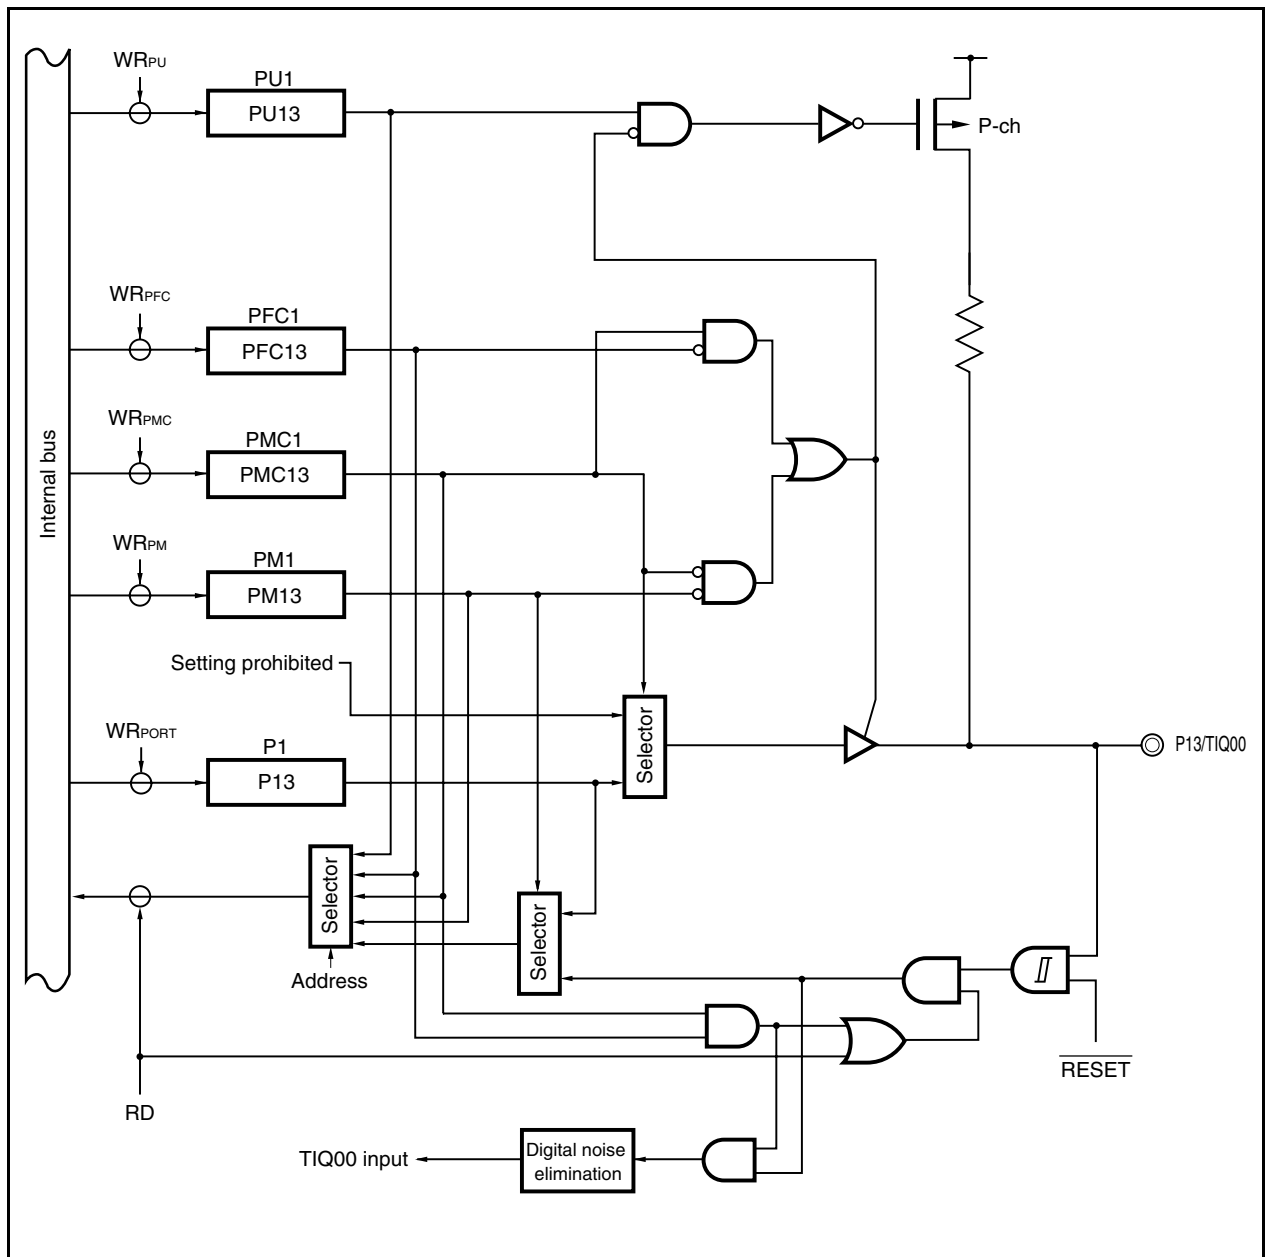 WRPU
PU1
PU13
P-ch
WRPFC
PFC1
PFC13
WRPMC
PMC1
PMC13
Internal bus
WRPM
PM1
PM13
Setting prohibited
Selector
WRPORT
P1
P13
P13/TIQ00
Selector
Selector
Address
RESET
RD
TIQ00 input
Digital noise
elimination